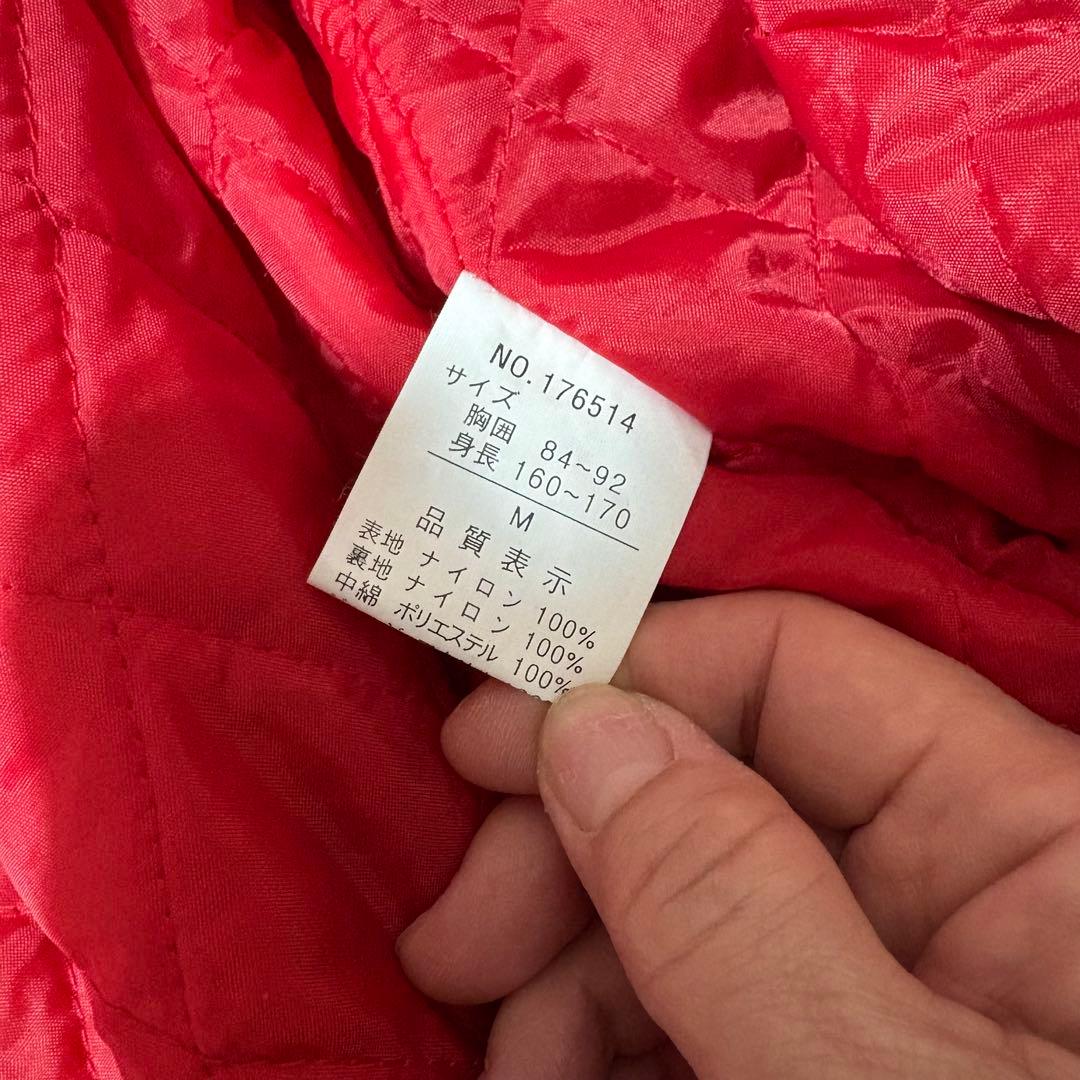 NO.176514
サイズ
胸囲 84~92
身長 160~170
M
品質表示
表地 ナイロン 100%
裏地 ナイロン 100%
中綿 ポリエステル 100%